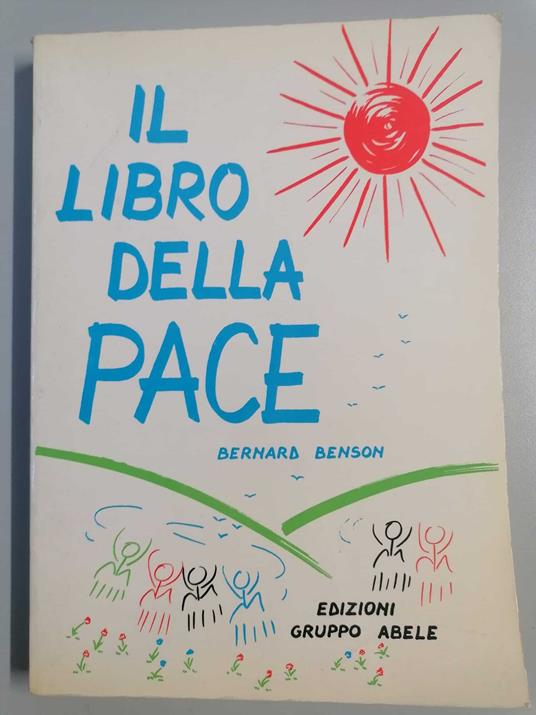 IL
LIBRO
DELLA
PACE
BERNARD BENSON
EDIZIONI
GRUPPO ABELE